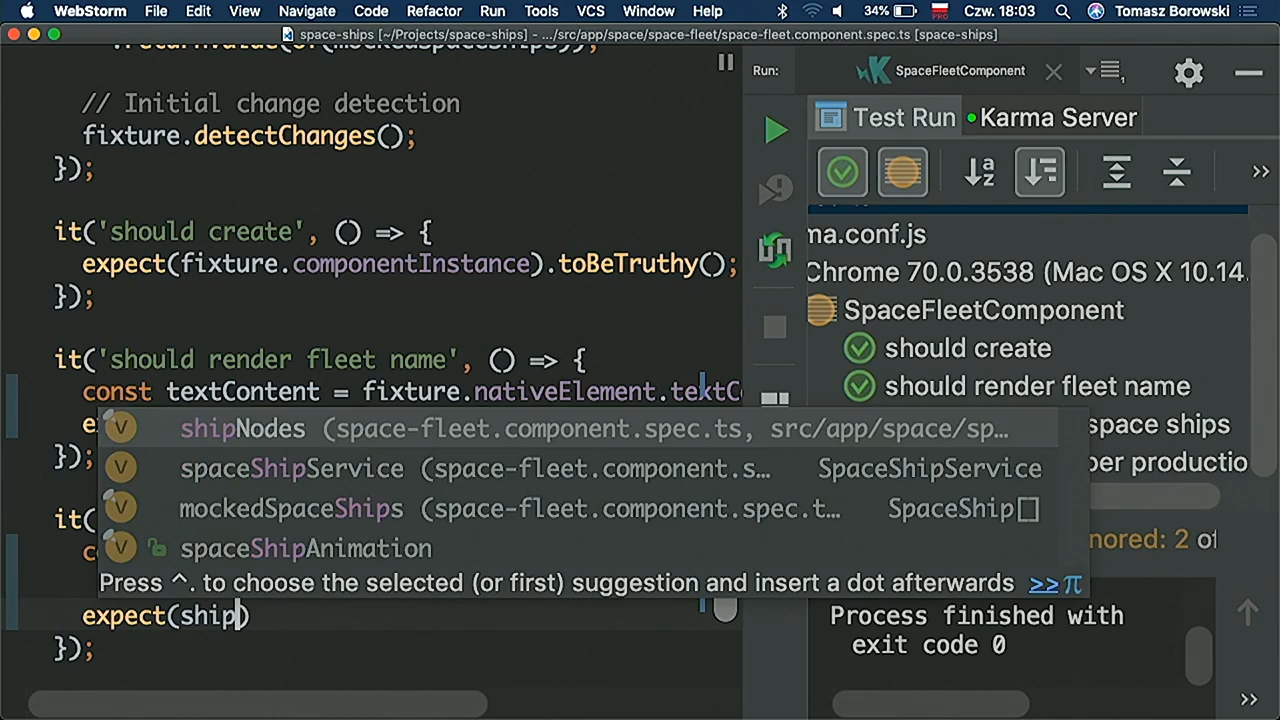 WebStorm File Edit View Navigate Code Refactor Run Tools VCS Window Help 34% Czw. 18:03 Tomasz Borowski
space-ships [~/Projects/space-ships] - .../src/app/space/space-fleet/space-fleet.component.spec.ts [space-ships]
.returnValue(of(mockedSpaceShips));
// Initial change detection
fixture.detectChanges();
});
it('should create', () => {
expect(fixture.componentInstance).toBeTruthy();
});
it('should render fleet name', () => {
const textContent = fixture.nativeElement.textC
e
});
it(
c
shipNodes (space-fleet.component.spec.ts, src/app/space/sp...
spaceShipService (space-fleet.component.s... SpaceShipService
mockedSpaceShips (space-fleet.component.spec.t... SpaceShip[]
spaceShipAnimation
Press ^. to choose the selected (or first) suggestion and insert a dot afterwards >> π
expect(ship)
});
Run: SpaceFleetComponent
Test Run Karma Server
ma.conf.js
Chrome 70.0.3538 (Mac OS X 10.14.
SpaceFleetComponent
should create
should render fleet name
space ships
per productio
nored: 2 of
Process finished with
exit code 0